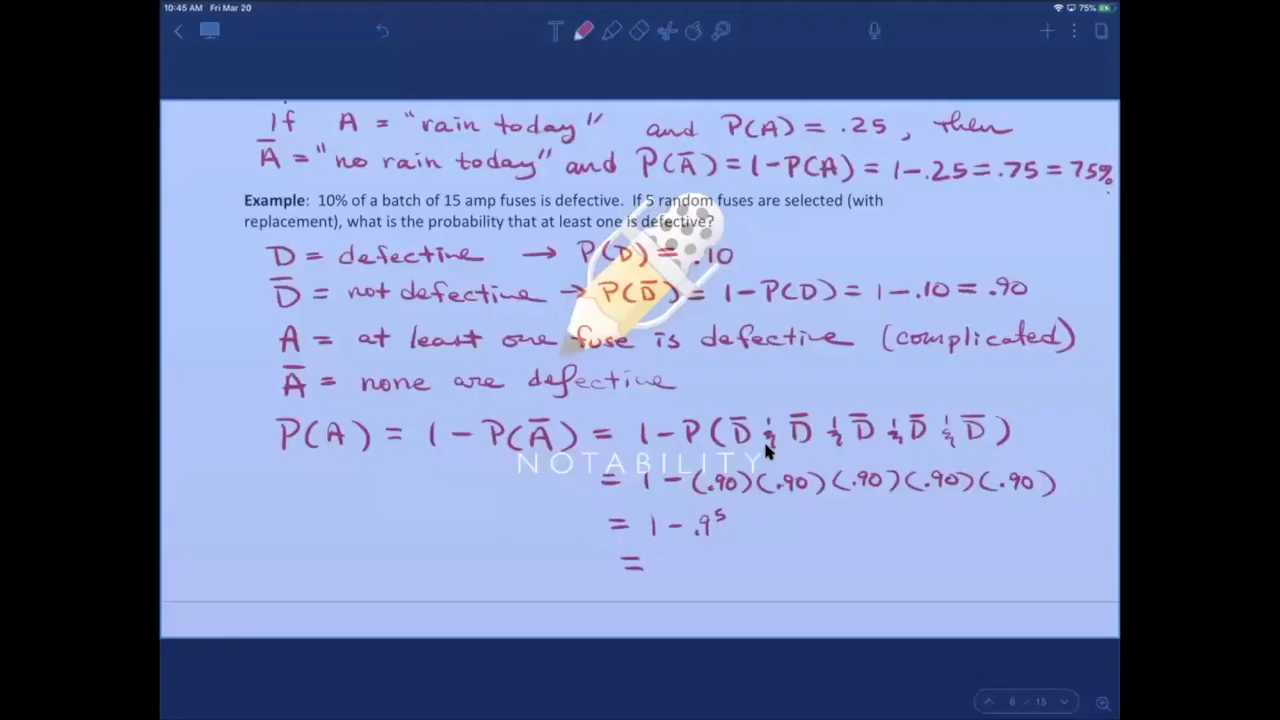 10:45 AM Fri Mar 20
75%
If A = "rain today" and P(A) = .25, then
A̅ = "no rain today" and P(A̅) = 1-P(A) = 1-.25 = .75 = 75%
Example: 10% of a batch of 15 amp fuses is defective. If 5 random fuses are selected (with
replacement), what is the probability that at least one is defective?
D = defective → P(D) = .10
D̅ = not defective → P(D̅) = 1-P(D) = 1-.10 = .90
A = at least one fuse is defective (complicated)
A̅ = none are defective
P(A) = 1-P(A̅) = 1-P(D̅ & D̅ & D̅ & D̅ & D̅)
NOTABILITY
= 1-(.90)(.90)(.90)(.90)(.90)
= 1-.9⁵
=
6 / 15